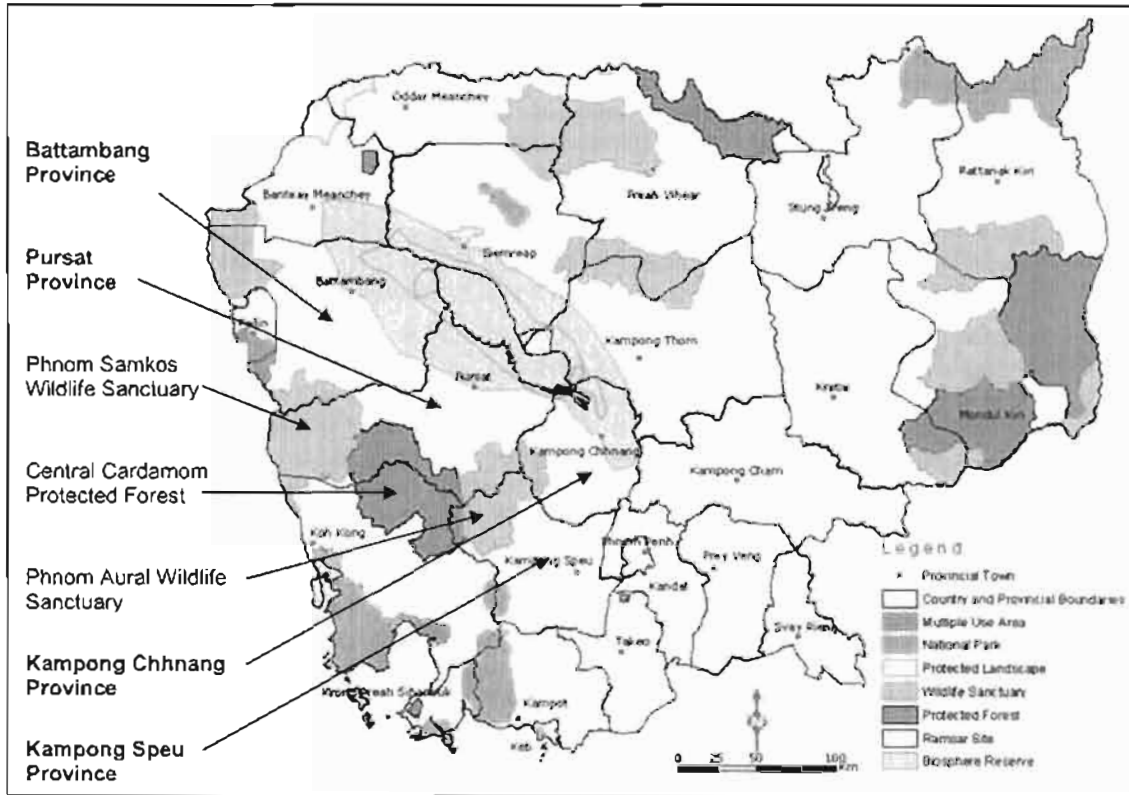 Battambang
Province
Pursat
Province
Phnom Samkos
Wildlife Sanctuary
Central Cardamom
Protected Forest
Phnom Aural Wildlife
Sanctuary
Kampong Chhnang
Province
Kampong Speu
Province
Oddar Meanchey
Banteay Meanchey
Siemreap
Preah Vihear
Stung Treng
Rattanak Kiri
Battambang
Pailin
Kampong Thom
Pursat
Kratie
Mondul Kiri
Kampong Chhnang
Kampong Cham
Koh Kong
Kampong Speu
Phnom Penh
Prey Veng
Kandal
Svay Rieng
Takeo
Kampot
Keb
Legend
Provincial Town
Country and Provincial Boundaries
Multiple Use Area
National Park
Protected Landscape
Wildlife Sanctuary
Protected Forest
Ramsar Site
Biosphere Reserve
0 25 50 100
Km